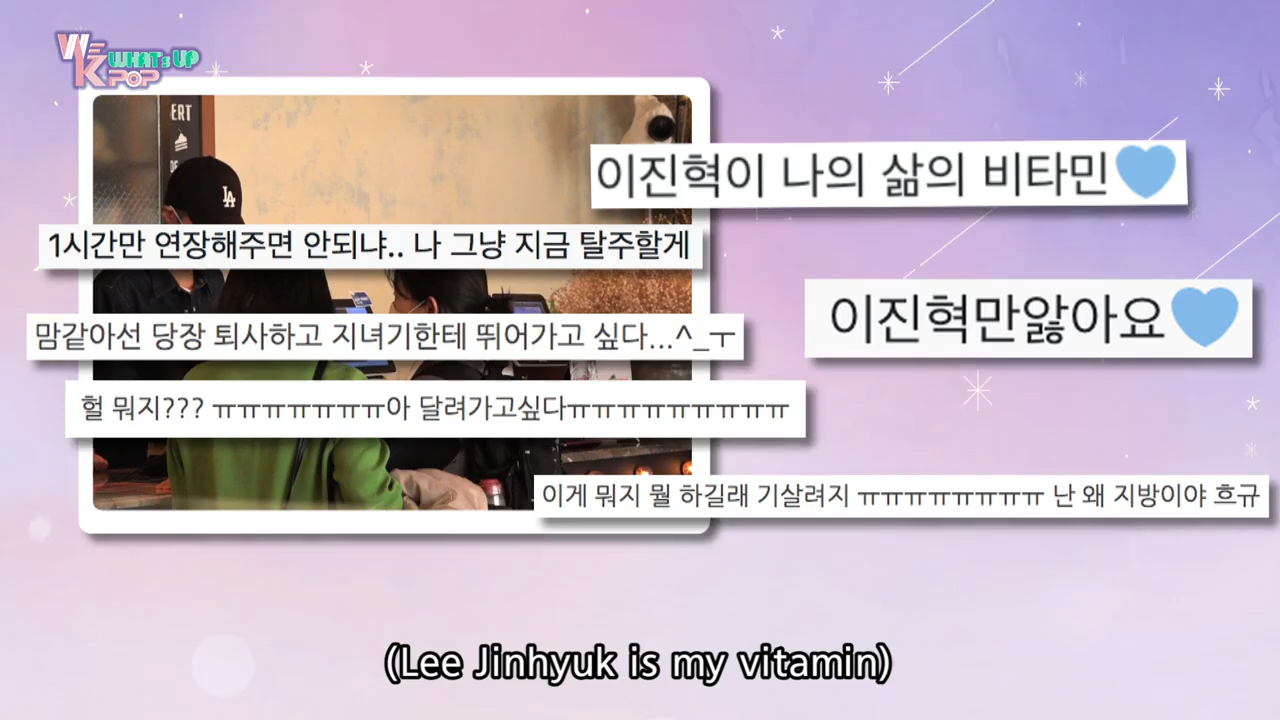 WE KPOP WHAT's UP
ERT
DE
LA
이진혁이 나의 삶의 비타민💙
1시간만 연장해주면 안되냐.. 나 그냥 지금 탈주할게
이진혁만앓아요💙
맘같아선 당장 퇴사하고 지녀기한테 뛰어가고 싶다...^_ㅜ
헐 뭐지??? ㅠㅠㅠㅠㅠㅠㅠ아 달려가고싶다ㅠㅠㅠㅠㅠㅠㅠㅠㅠ
이게 뭐지 뭘 하길래 기살려지 ㅠㅠㅠㅠㅠㅠㅠㅠ 난 왜 지방이야 흐규
(Lee Jinhyuk is my vitamin)